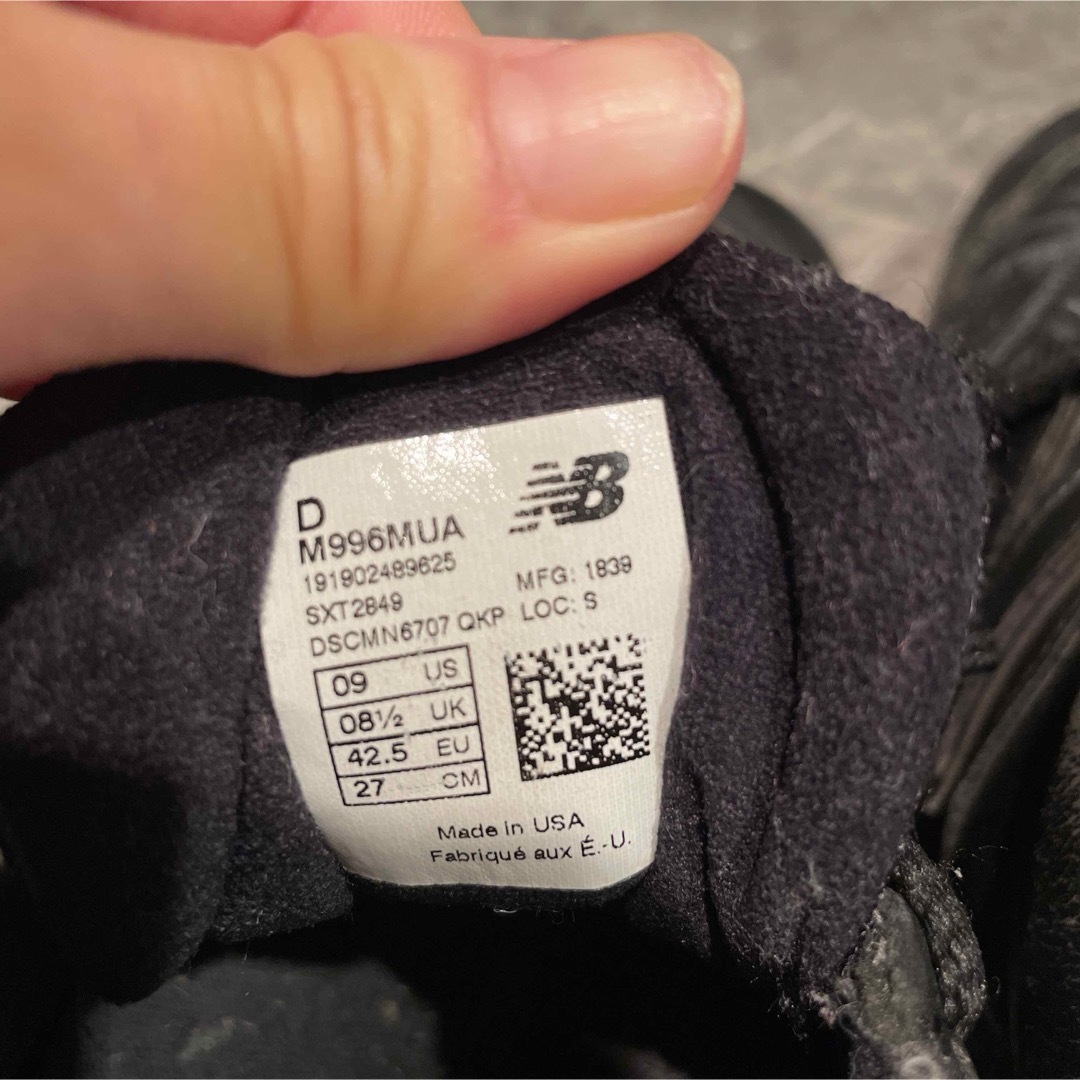 D
NB
M996MUA
191902489625
MFG: 1839
SXT2849
LOC: S
DSCMN6707 QKP
09 US
08½ UK
42.5 EU
27 CM
Made in USA
Fabriqué aux É.-U.